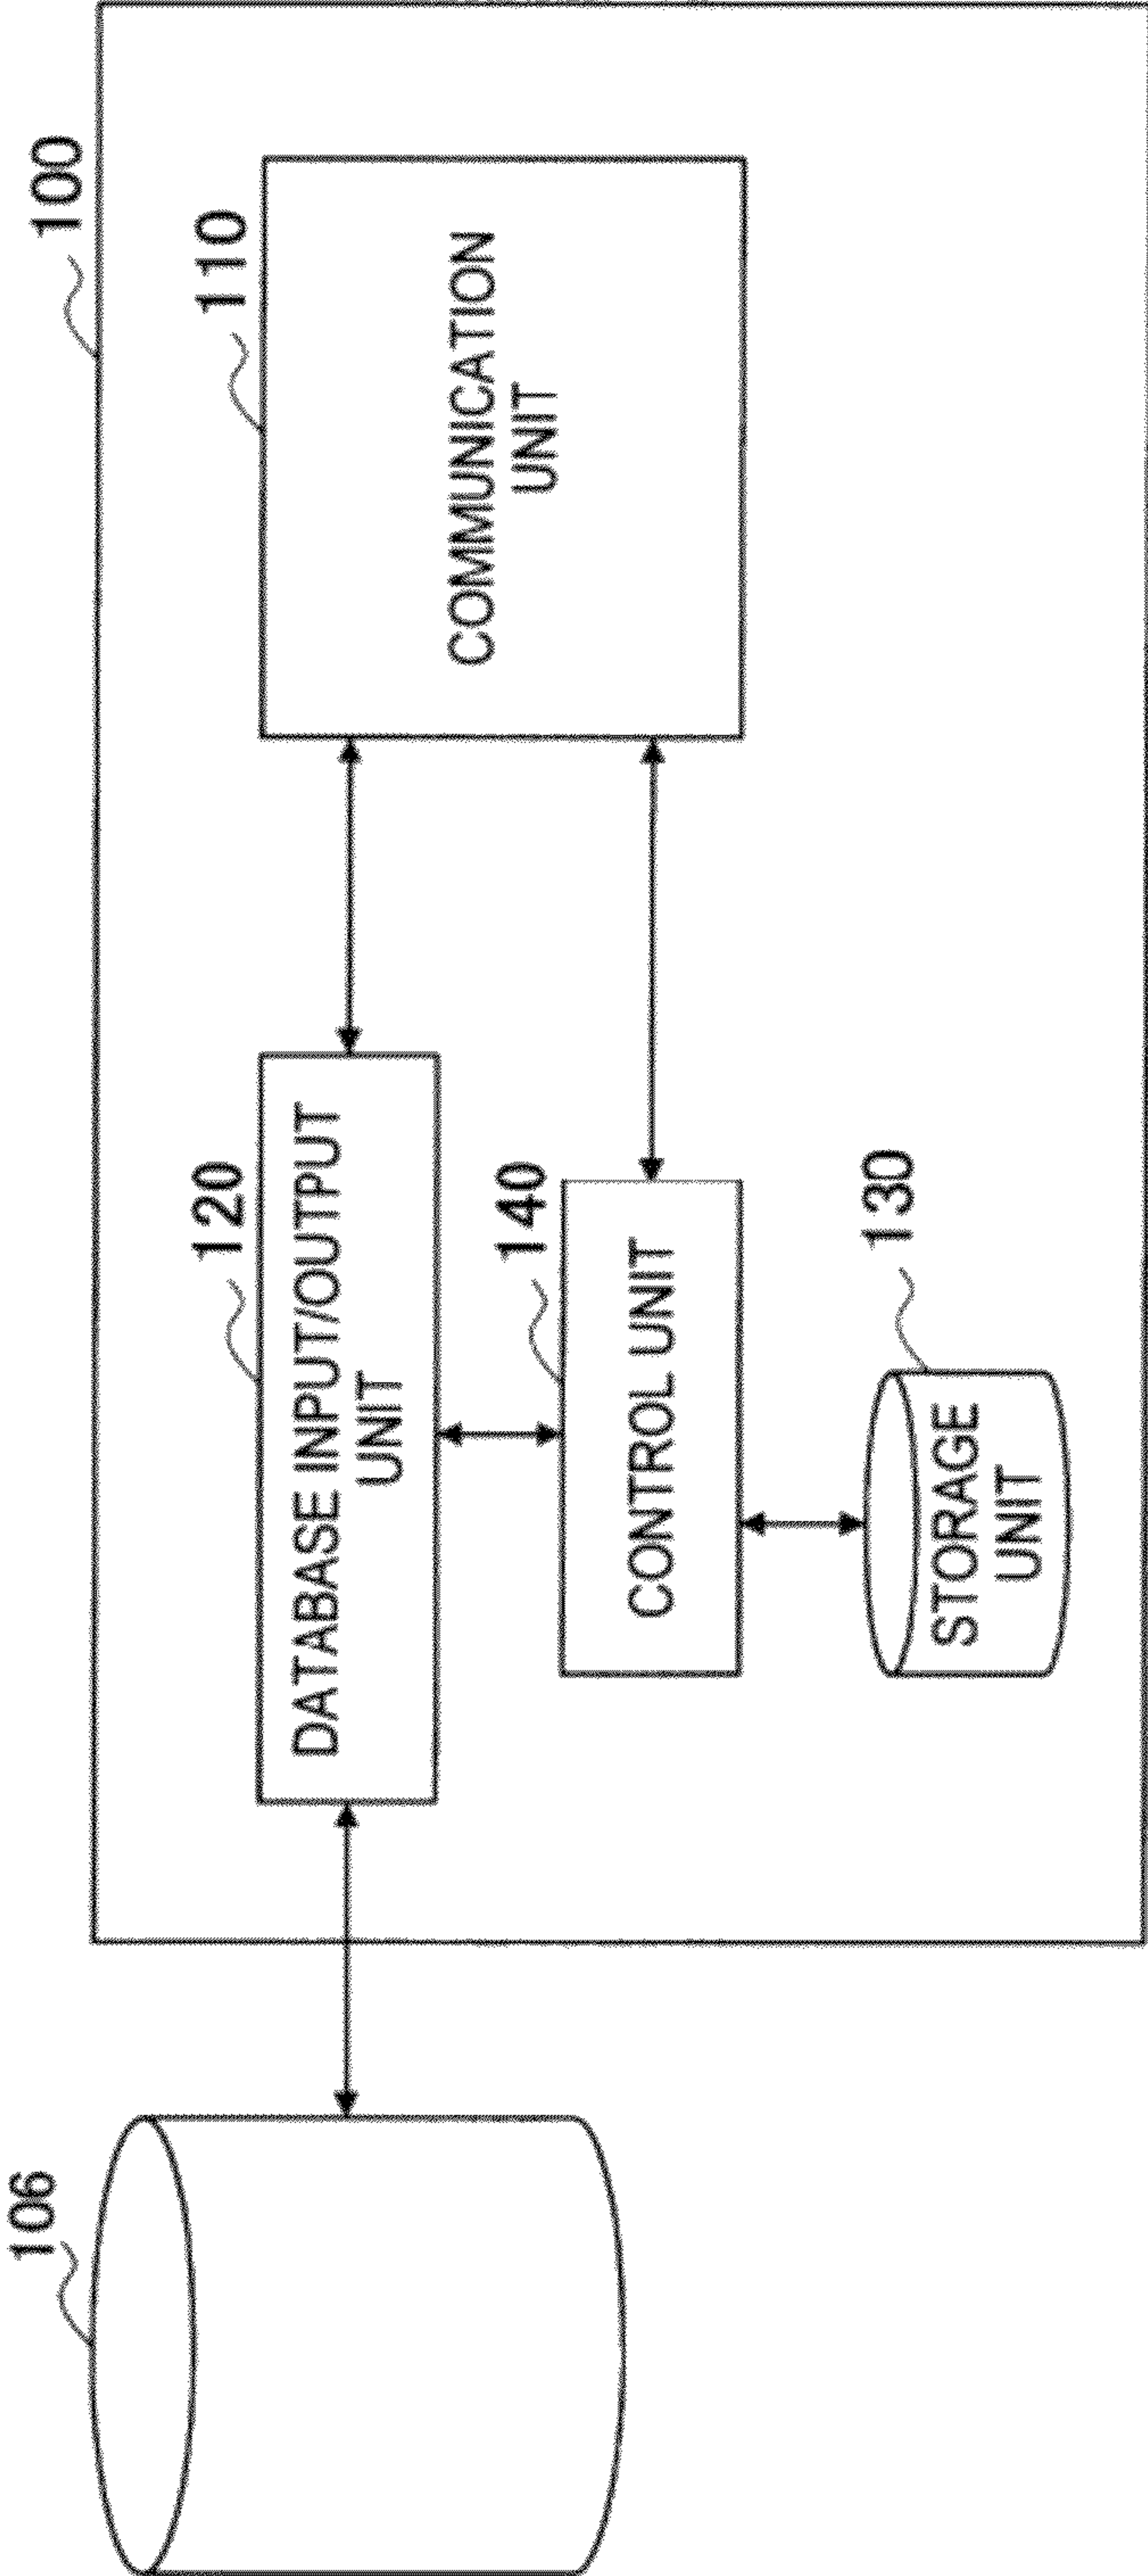 100
106
120
DATABASE INPUT/OUTPUT
UNIT
110
COMMUNICATION
UNIT
140
CONTROL UNIT
130
STORAGE
UNIT